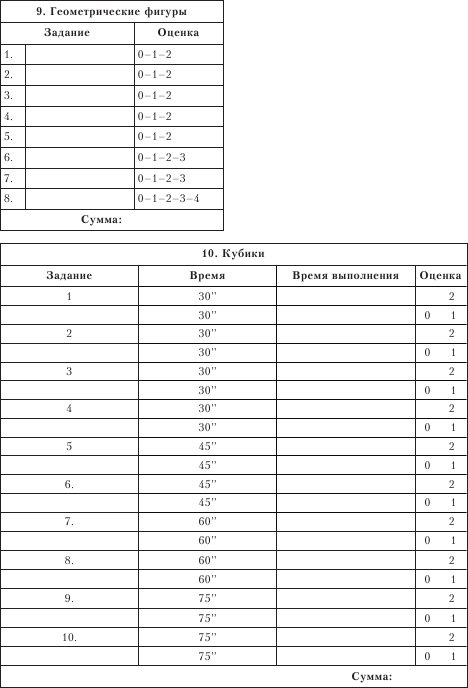 9. Геометрические фигуры
Задание Оценка
1. 0–1–2
2. 0–1–2
3. 0–1–2
4. 0–1–2
5. 0–1–2
6. 0–1–2–3
7. 0–1–2–3
8. 0–1–2–3–4
Сумма:
10. Кубики
Задание Время Время выполнения Оценка
1 30’’ 2
30’’ 0 1
2 30’’ 2
30’’ 0 1
3 30’’ 2
30’’ 0 1
4 30’’ 2
30’’ 0 1
5 45’’ 2
45’’ 0 1
6. 45’’ 2
45’’ 0 1
7. 60’’ 2
60’’ 0 1
8. 60’’ 2
60’’ 0 1
9. 75’’ 2
75’’ 0 1
10. 75’’ 2
75’’ 0 1
Сумма: